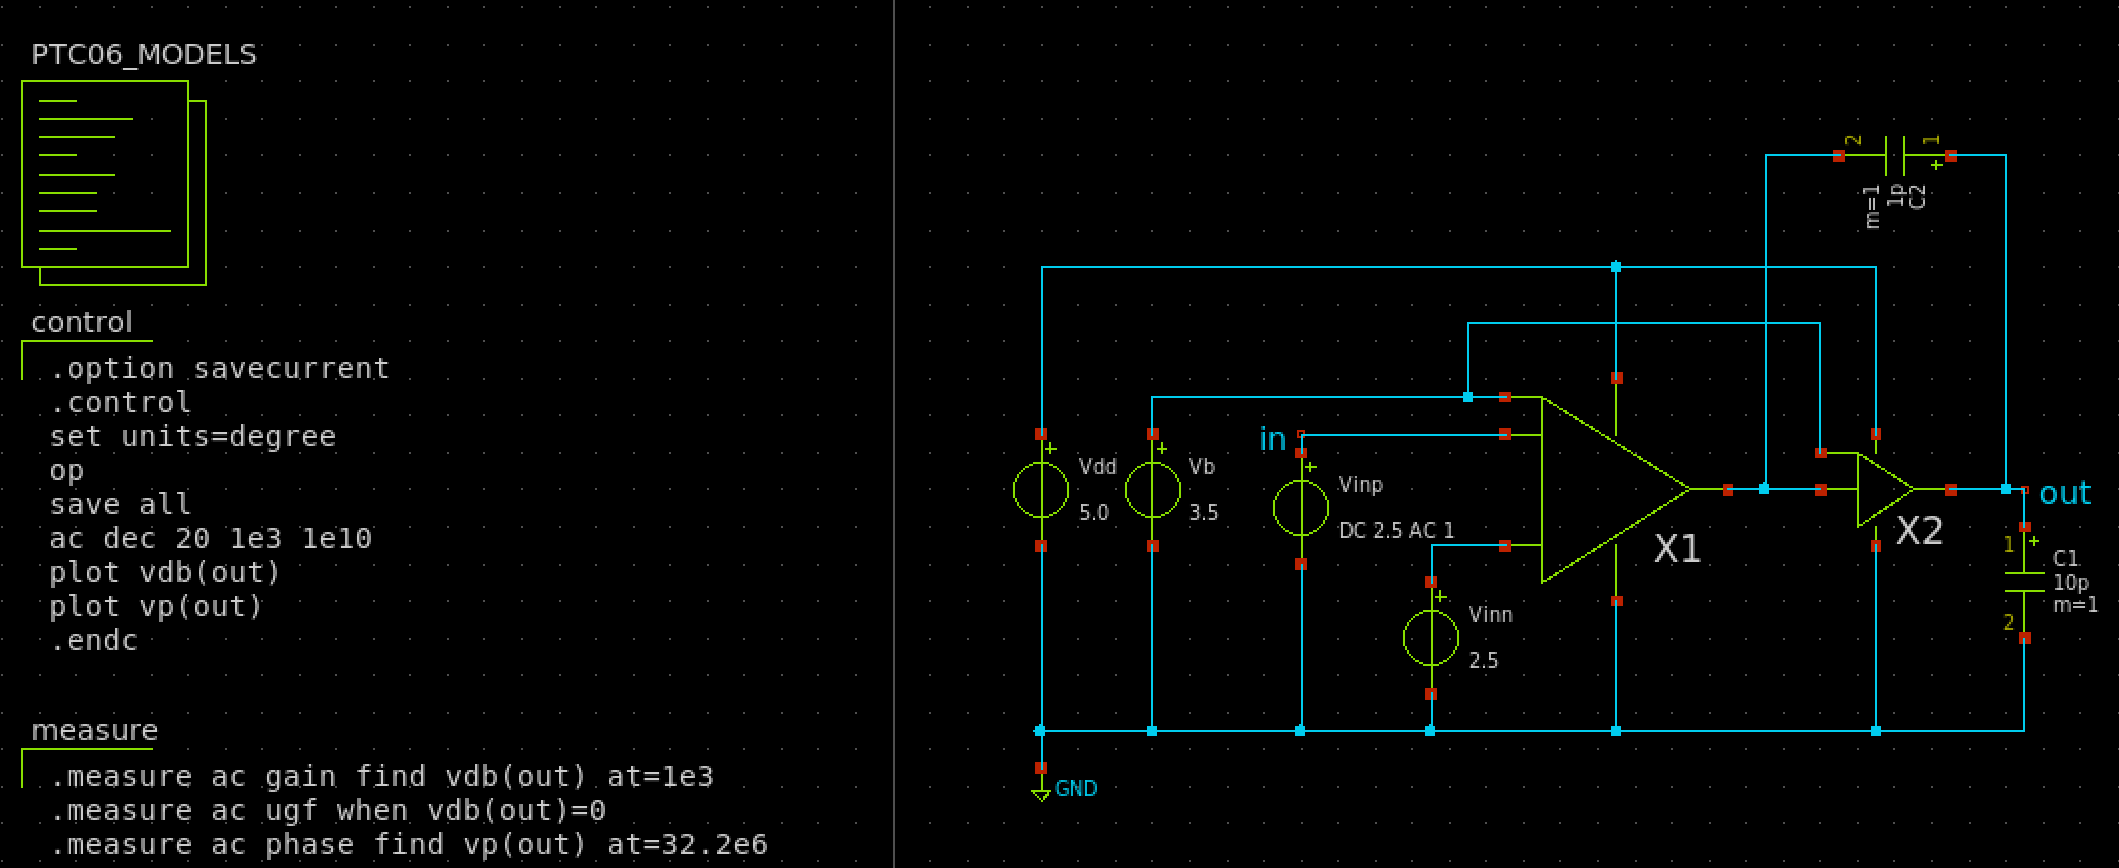 PTC06_MODELS
control
.option savecurrent
.control
set units=degree
op
save all
ac dec 20 1e3 1e10
plot vdb(out)
plot vp(out)
.endc
measure
.measure ac gain find vdb(out) at=1e3
.measure ac ugf when vdb(out)=0
.measure ac phase find vp(out) at=32.2e6
2
1
+
m=1
1p
C2
in
+
Vdd
5.0
+
Vb
3.5
+
Vinp
DC 2.5 AC 1
+
Vinn
2.5
X1
X2
out
1
+
C1
10p
m=1
2
GND